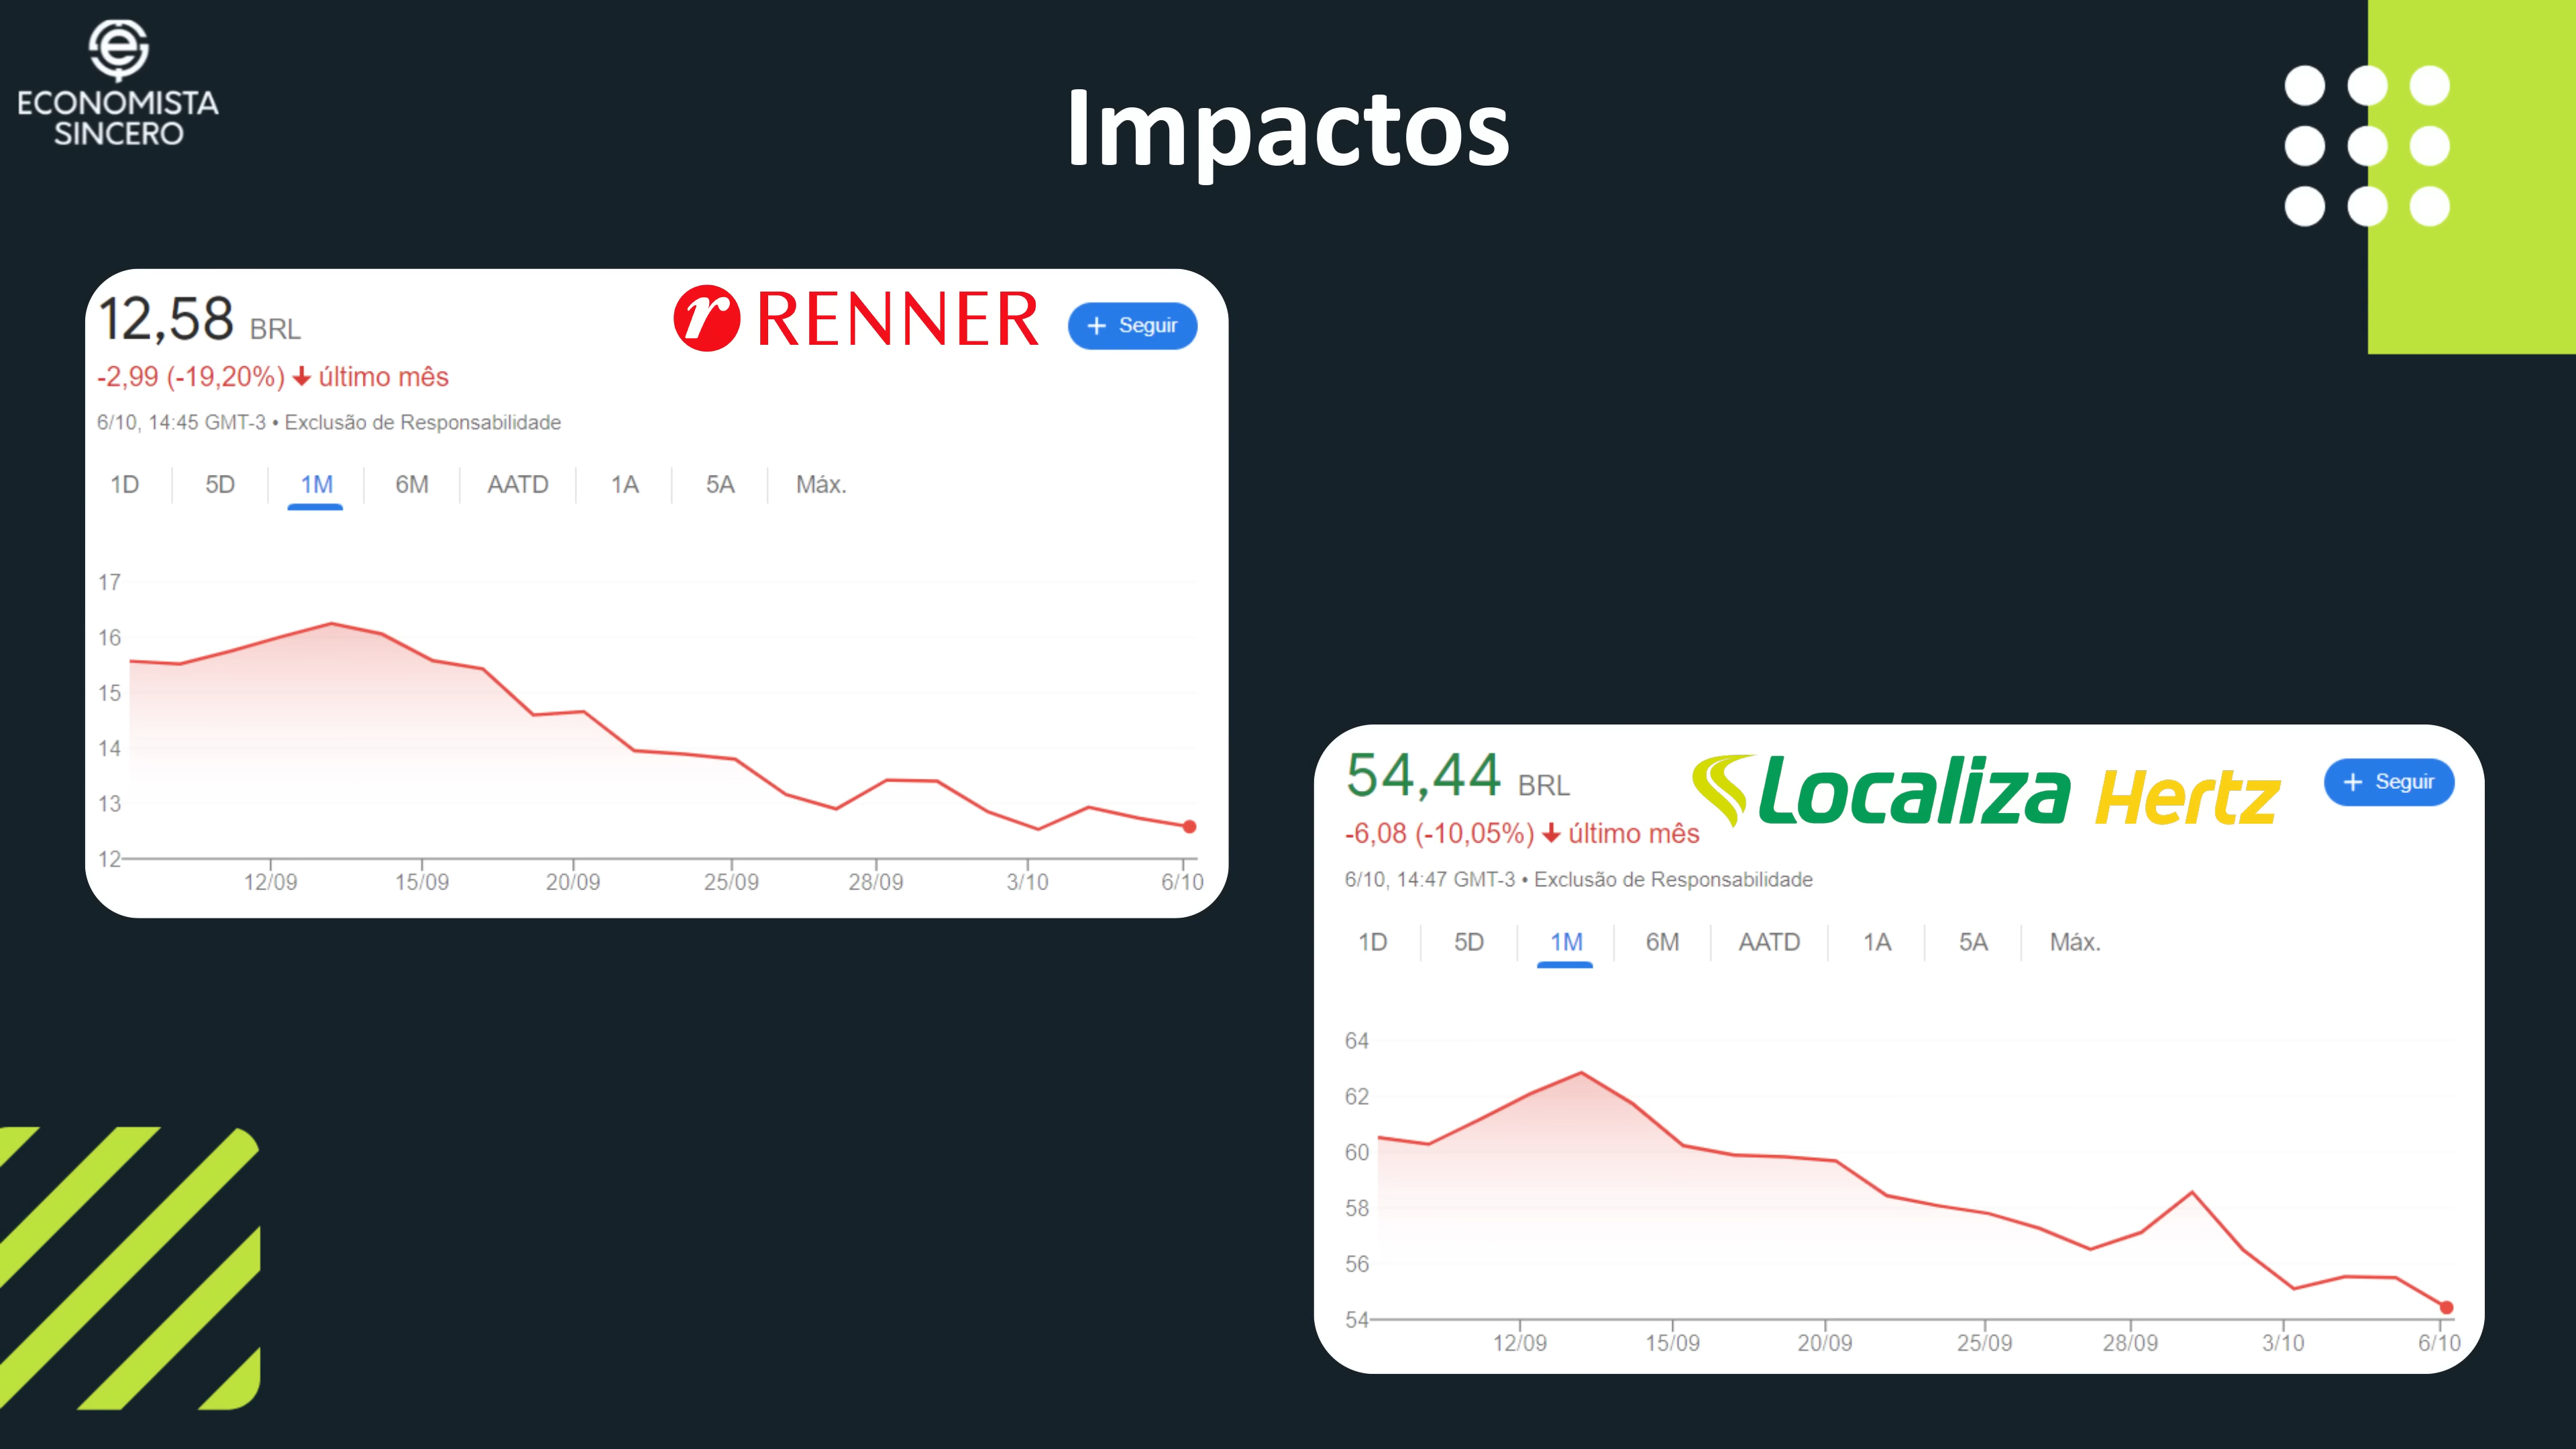 ECONOMISTA
SINCERO
Impactos
12,58 BRL
RENNER
+ Seguir
-2,99 (-19,20%) ↓ último mês
6/10, 14:45 GMT-3 • Exclusão de Responsabilidade
1D 5D 1M 6M AATD 1A 5A Máx.
17
16
15
14
13
12
12/09 15/09 20/09 25/09 28/09 3/10 6/10
54,44 BRL
Localiza Hertz
+ Seguir
-6,08 (-10,05%) ↓ último mês
6/10, 14:47 GMT-3 • Exclusão de Responsabilidade
1D 5D 1M 6M AATD 1A 5A Máx.
64
62
60
58
56
54
12/09 15/09 20/09 25/09 28/09 3/10 6/10